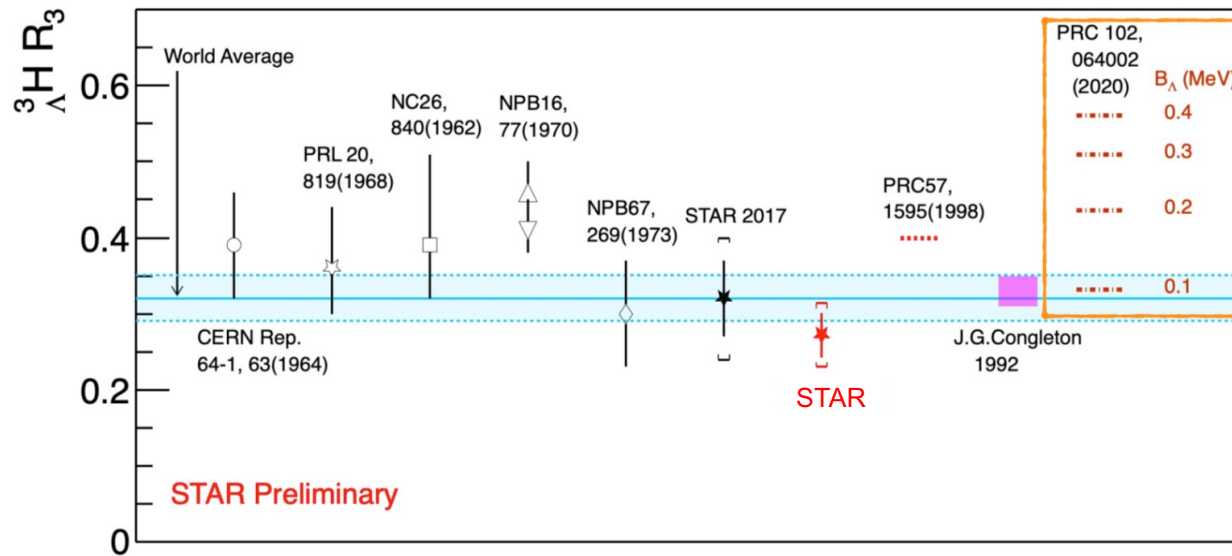 ³ΛH R₃
0.6
0.4
0.2
0
World Average
CERN Rep.
64-1, 63(1964)
PRL 20,
819(1968)
NC26,
840(1962)
NPB16,
77(1970)
NPB67,
269(1973)
STAR 2017
STAR
PRC57,
1595(1998)
J.G.Congleton
1992
PRC 102,
064002
(2020)
BΛ (MeV)
0.4
0.3
0.2
0.1
STAR Preliminary